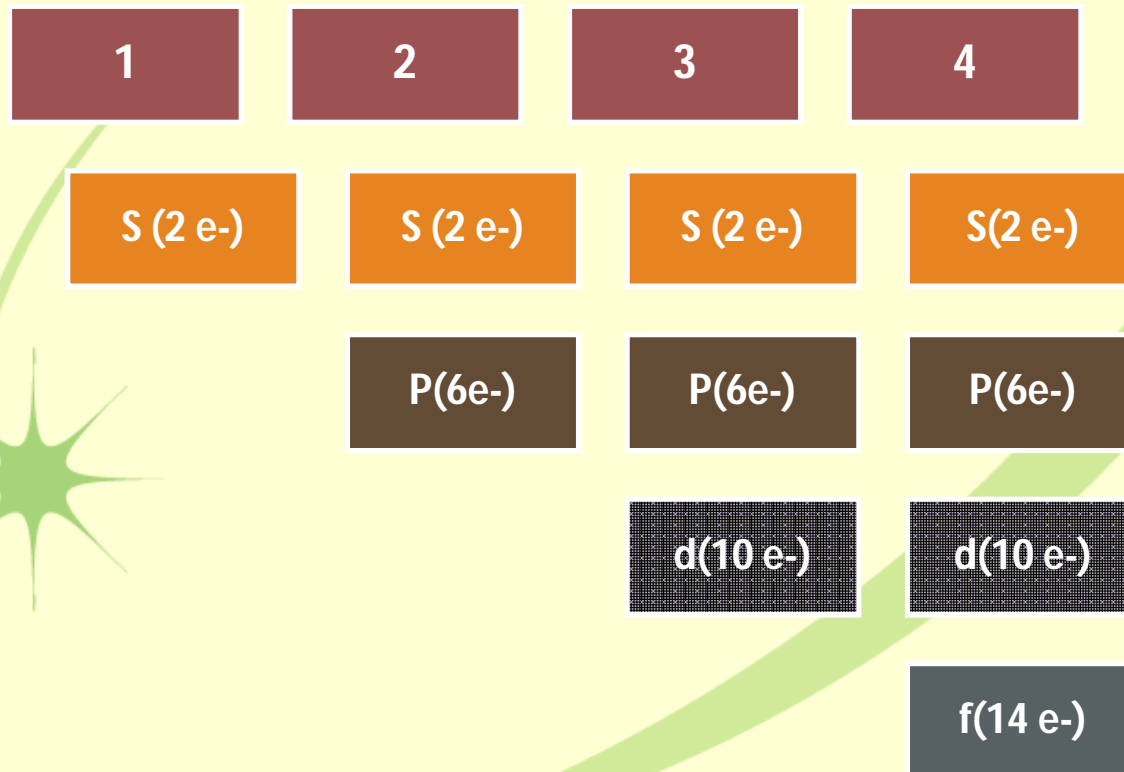 1 2 3 4
S (2 e-) S (2 e-) S (2 e-) S(2 e-)
P(6e-) P(6e-) P(6e-)
d(10 e-) d(10 e-)
f(14 e-)